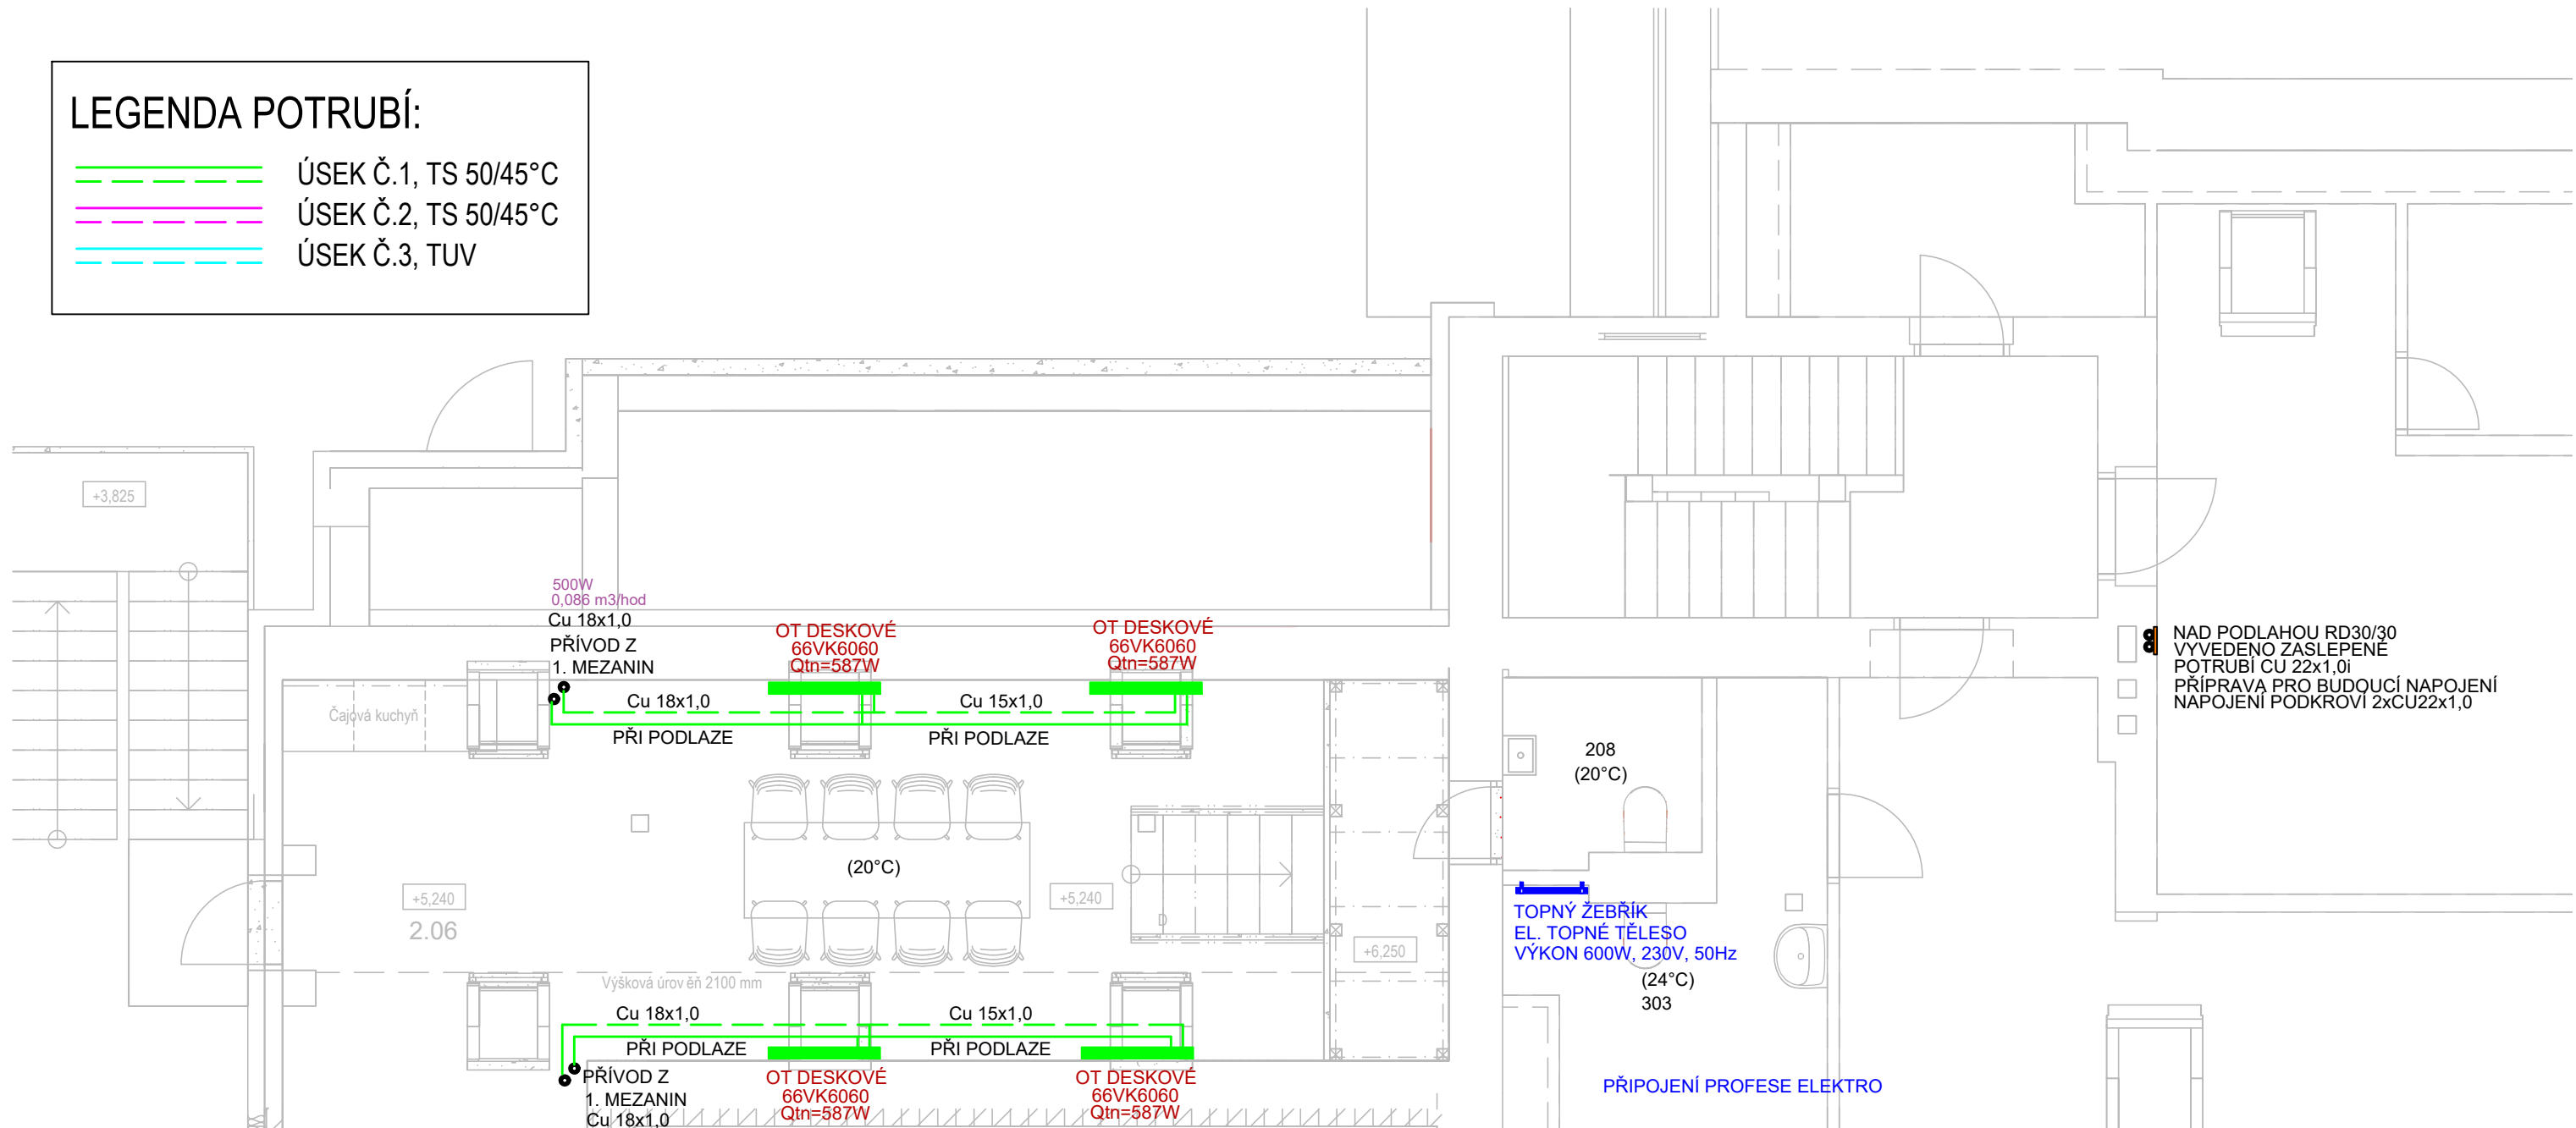 LEGENDA POTRUBÍ:
ÚSEK Č.1, TS 50/45°C
ÚSEK Č.2, TS 50/45°C
ÚSEK Č.3, TUV
+3,825
500W
0,086 m3/hod
Cu 18x1,0
PŘÍVOD Z
1. MEZANIN
OT DESKOVÉ
66VK6060
Qtn=587W
OT DESKOVÉ
66VK6060
Qtn=587W
NAD PODLAHOU RD30/30
VYVEDENO ZASLEPENÉ
POTRUBÍ CU 22x1,0i
PŘÍPRAVA PRO BUDOUCÍ NAPOJENÍ
NAPOJENÍ PODKROVÍ 2xCU22x1,0
Čajová kuchyň
Cu 18x1,0
Cu 15x1,0
PŘI PODLAZE
PŘI PODLAZE
208
(20°C)
(20°C)
+5,240
2.06
+5,240
D
+6,250
TOPNÝ ŽEBŘÍK
EL. TOPNÉ TĚLESO
VÝKON 600W, 230V, 50Hz
(24°C)
303
Výšková úrov ěň 2100 mm
Cu 18x1,0
Cu 15x1,0
PŘI PODLAZE
PŘI PODLAZE
PŘÍVOD Z
1. MEZANIN
Cu 18x1,0
OT DESKOVÉ
66VK6060
Qtn=587W
OT DESKOVÉ
66VK6060
Qtn=587W
PŘIPOJENÍ PROFESE ELEKTRO